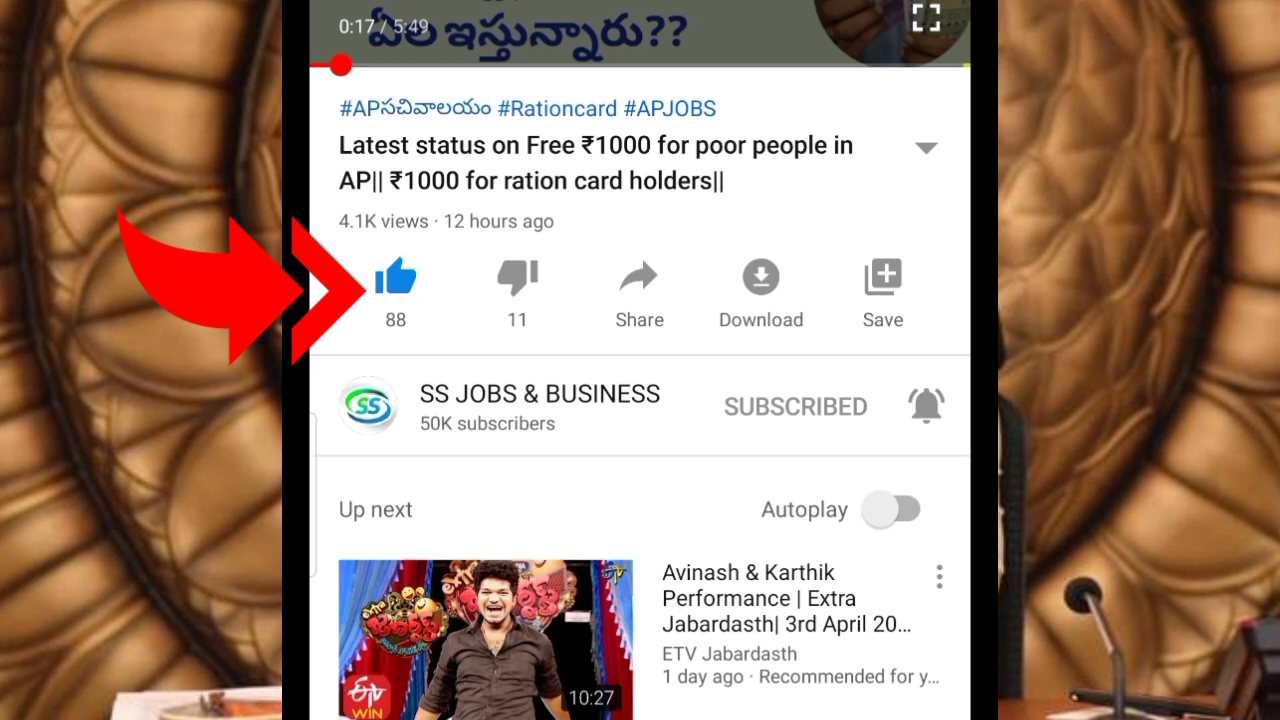 0:17 / 5:49
ఏలా ఇస్తున్నారు??
#APసచివాలయం #Rationcard #APJOBS
Latest status on Free ₹1000 for poor people in
AP|| ₹1000 for ration card holders||
4.1K views · 12 hours ago
88
11
Share
Download
Save
SS
SS JOBS & BUSINESS
50K subscribers
SUBSCRIBED
Up next
Autoplay
Avinash & Karthik
Performance | Extra
Jabardasth| 3rd April 20...
ETV Jabardasth
1 day ago · Recommended for y...
WIN
10:27